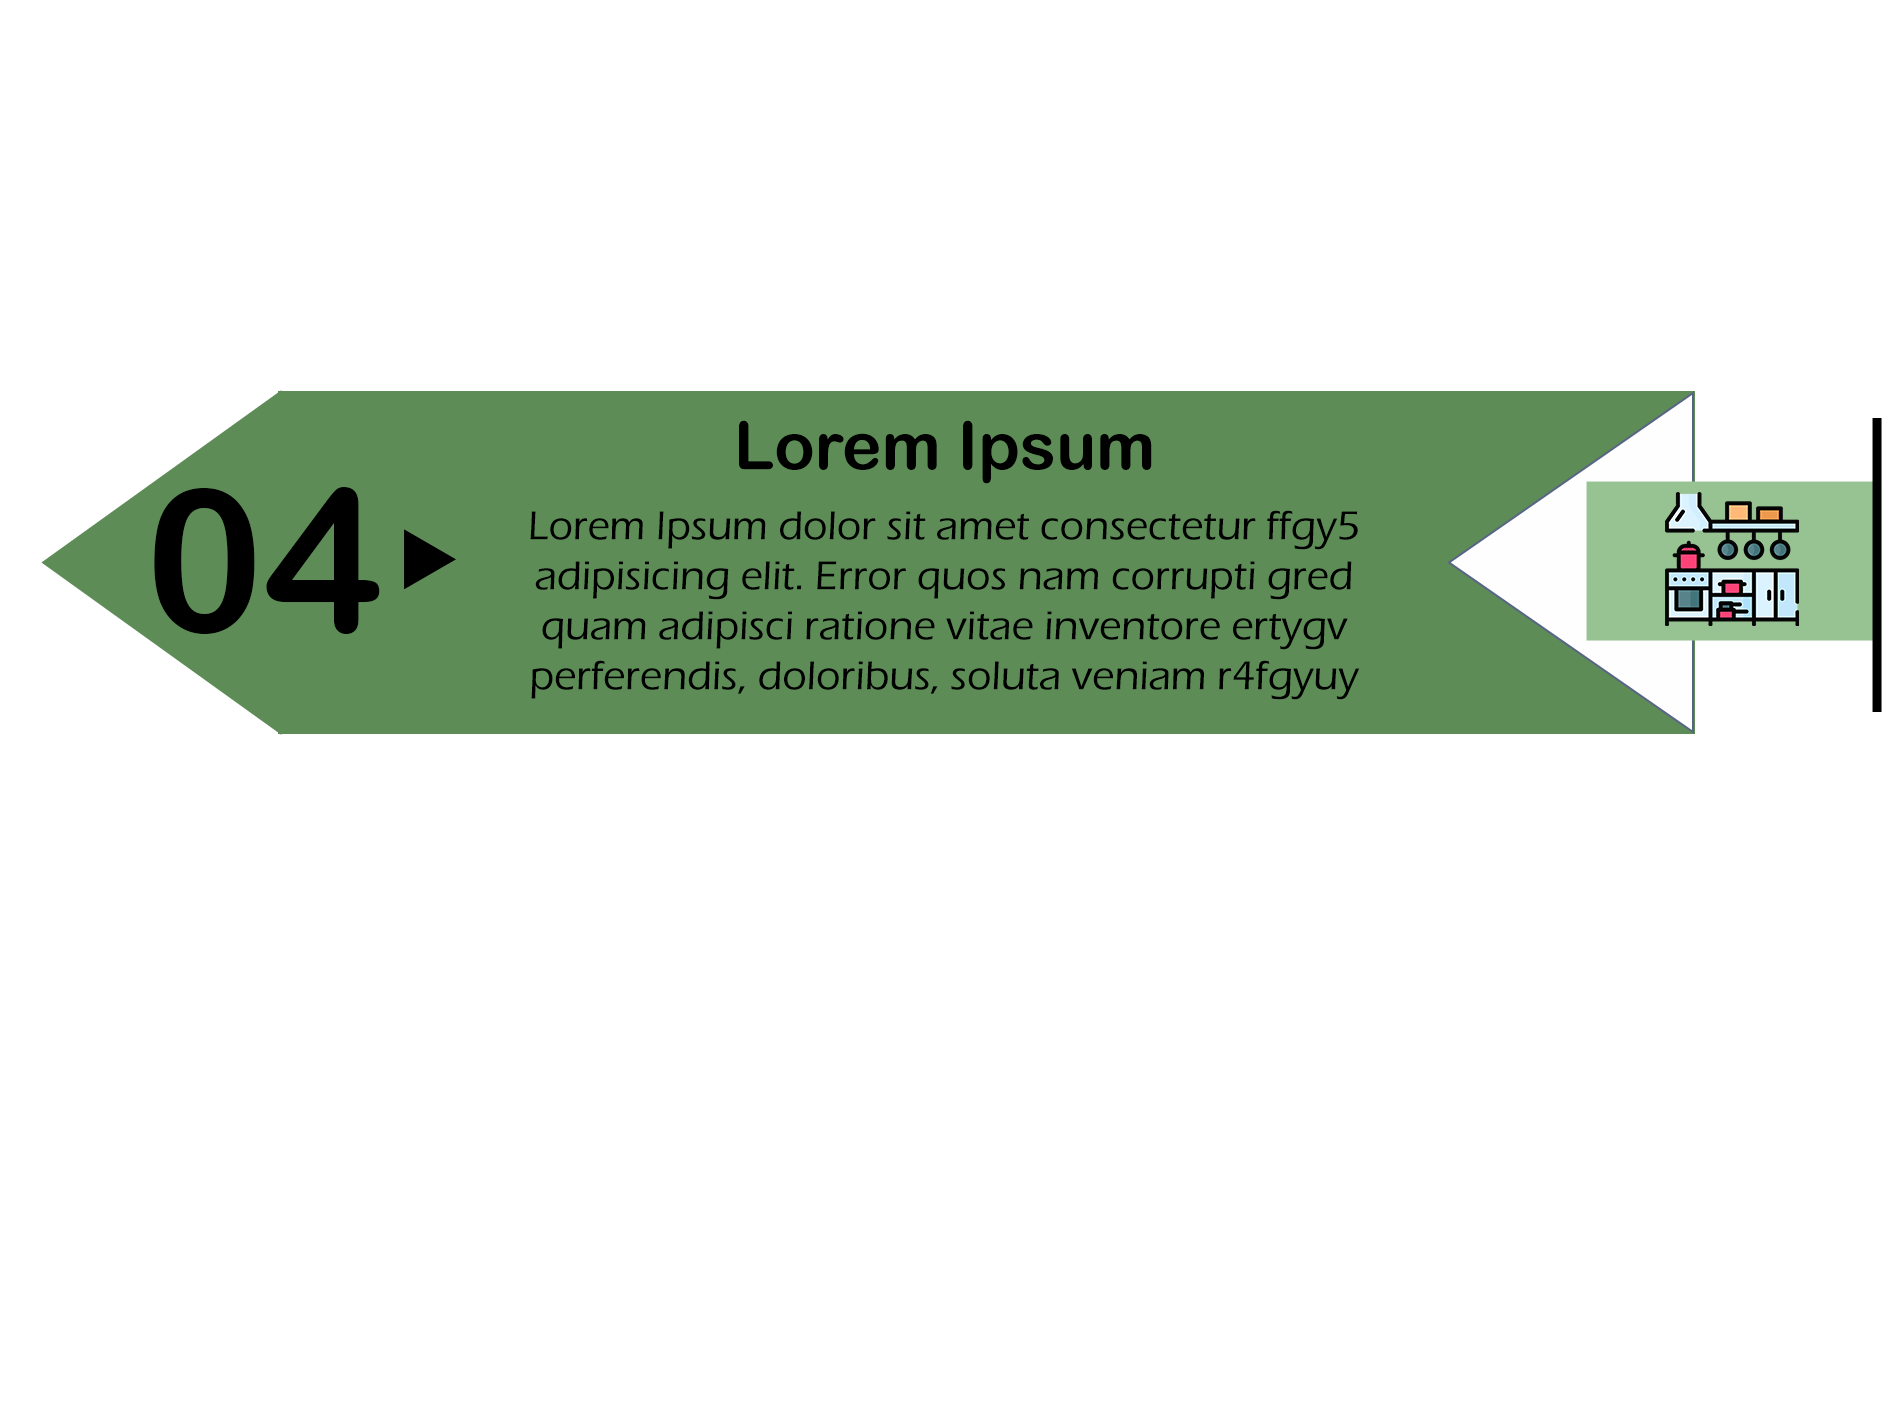 Lorem Ipsum
04
Lorem Ipsum dolor sit amet consectetur ffgy5
adipisicing elit. Error quos nam corrupti gred
quam adipisci ratione vitae inventore ertygv
perferendis, doloribus, soluta veniam r4fgyuy